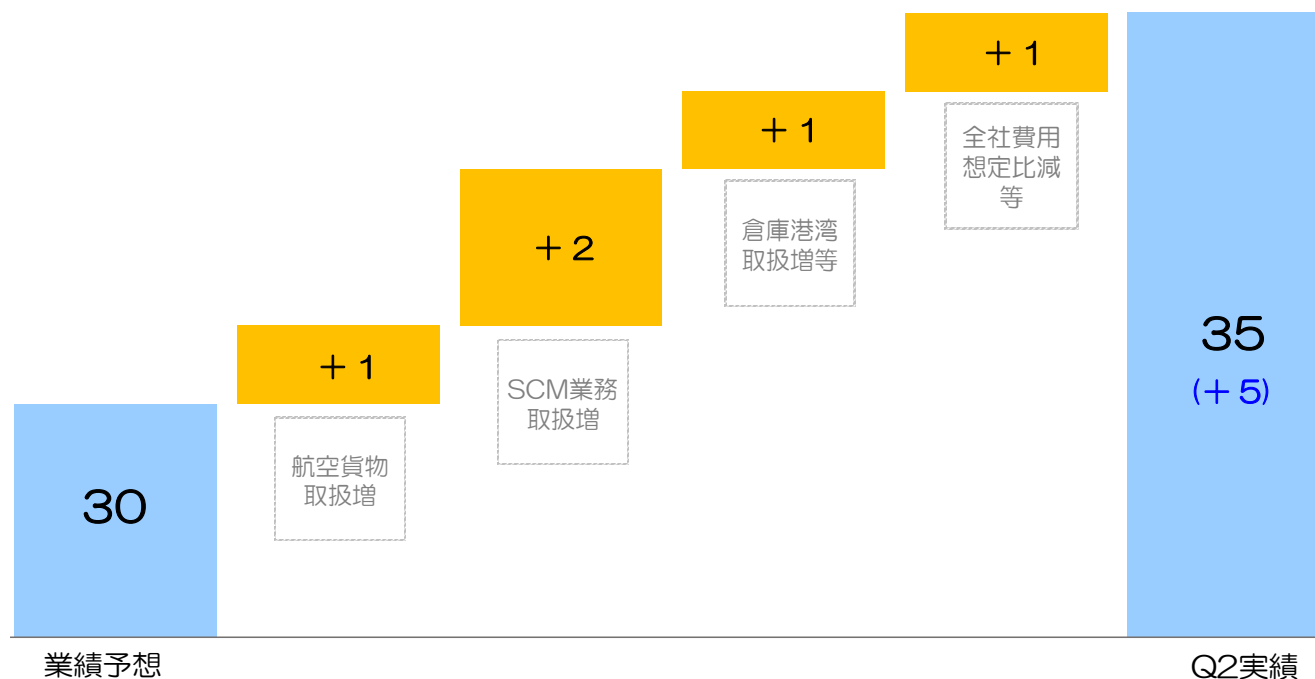 30
業績予想
＋１
航空貨物
取扱増
＋２
SCM業務
取扱増
＋１
倉庫港湾
取扱増等
＋１
全社費用
想定比減
等
35
(＋５)
Q2実績